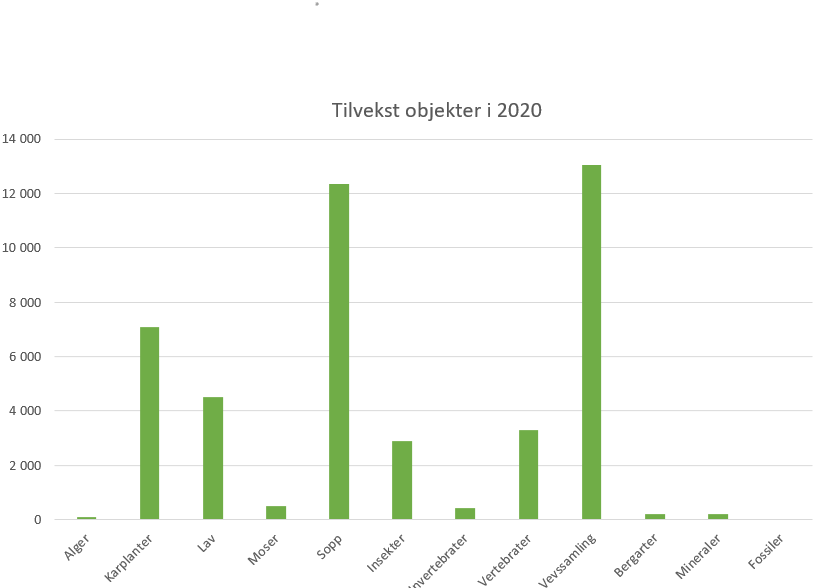 Tilvekst objekter i 2020
14 000
12 000
10 000
8 000
6 000
4 000
2 000
0
Alger
Karplanter
Lav
Moser
Sopp
Insekter
Invertebrater
Vertebrater
Vevssamling
Bergarter
Mineraler
Fossiler